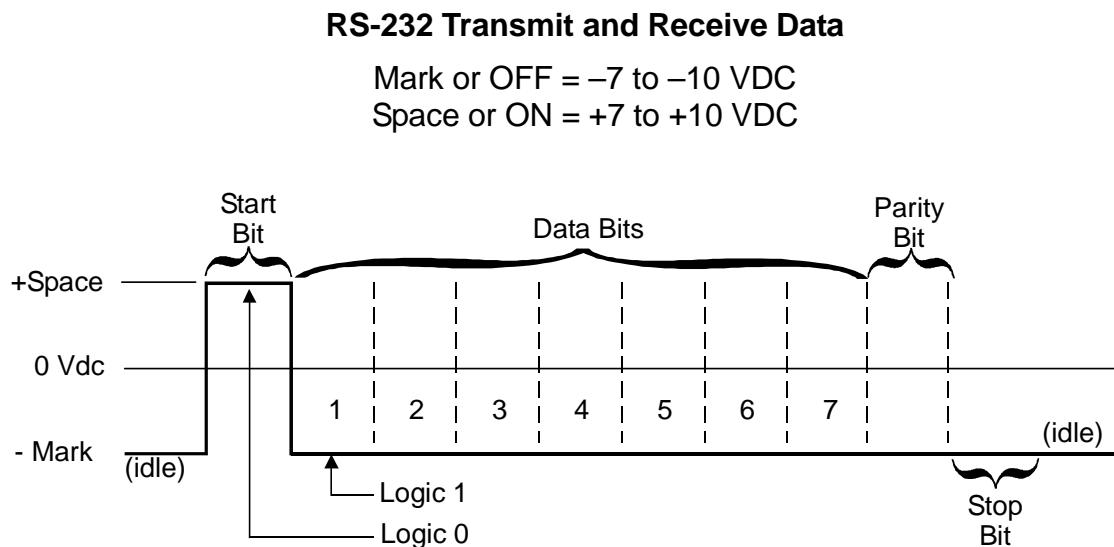 RS-232 Transmit and Receive Data
Mark or OFF = –7 to –10 VDC
Space or ON = +7 to +10 VDC
Start
Bit
Data Bits
Parity
Bit
+Space
0 Vdc
1 2 3 4 5 6 7
- Mark
(idle)
(idle)
Logic 1
Logic 0
Stop
Bit